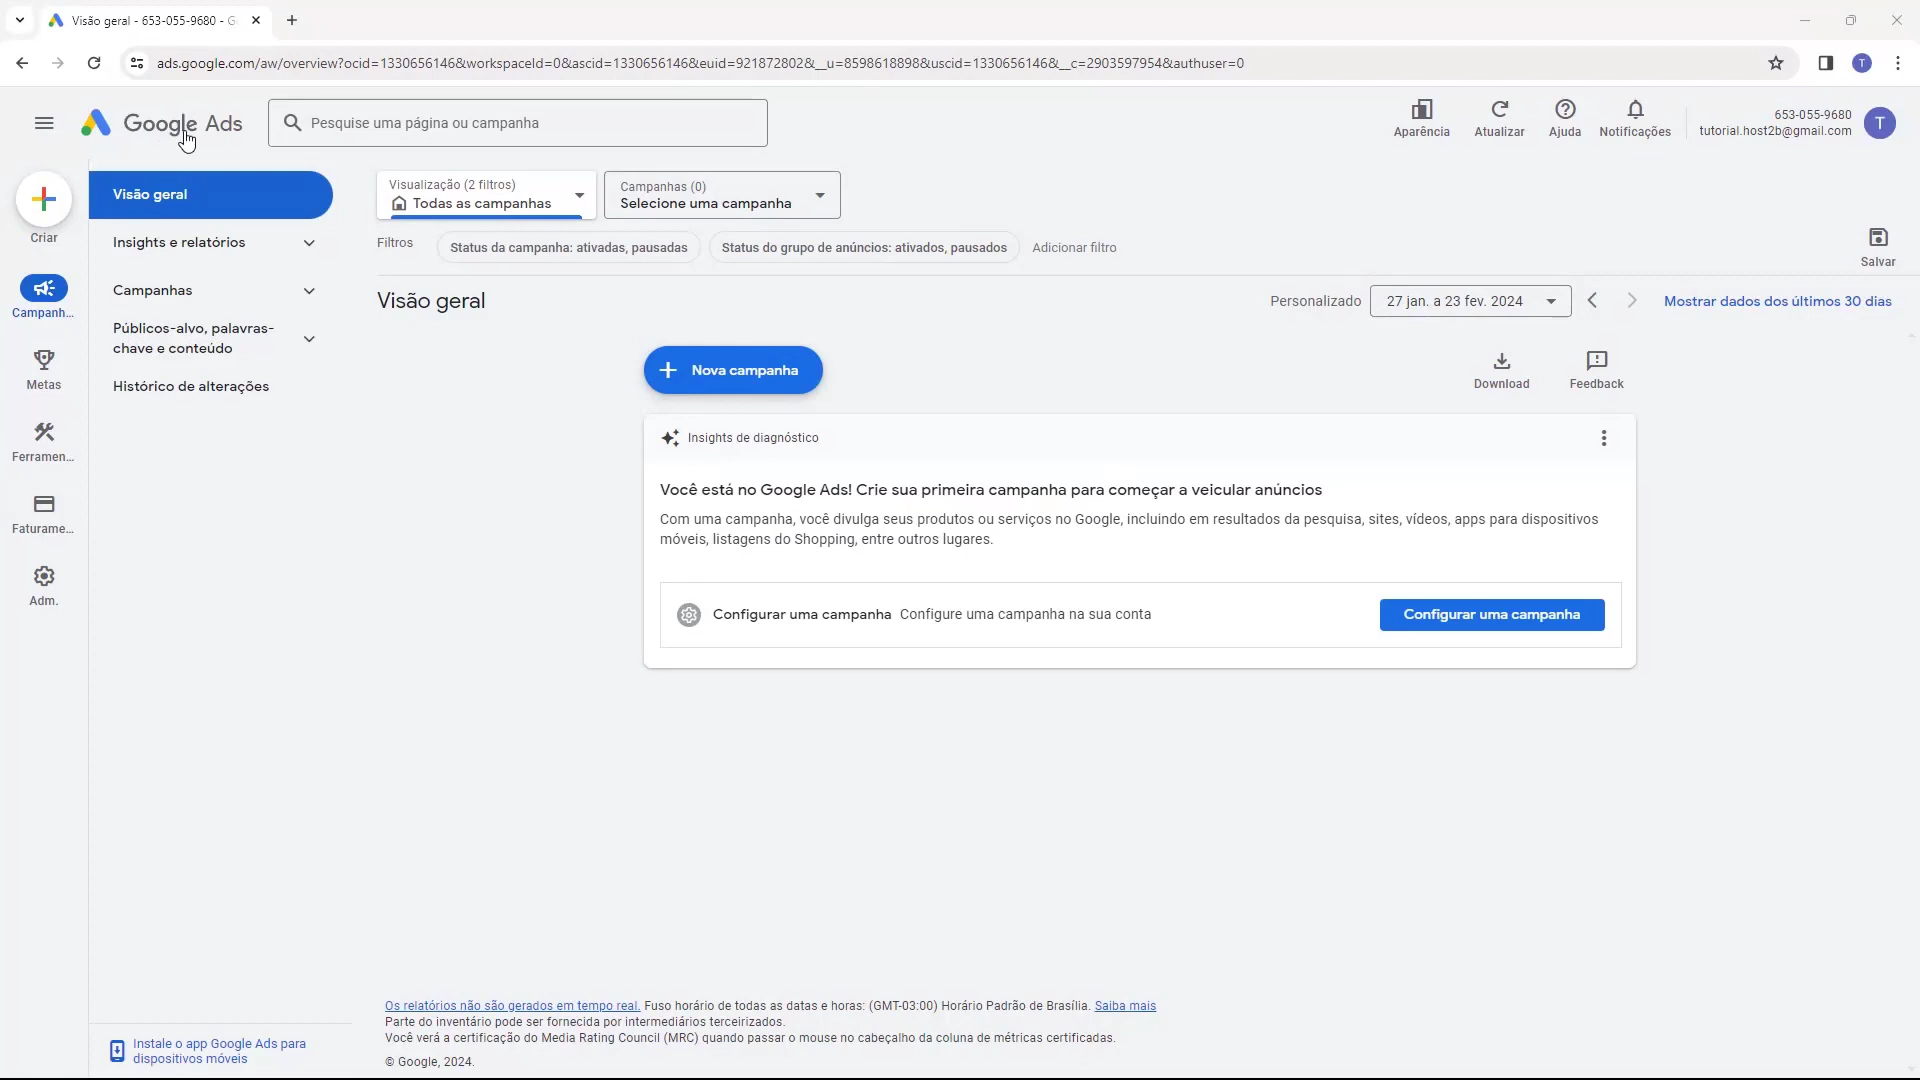 Visão geral - 653-055-9680 - G
ads.google.com/aw/overview?ocid=1330656146&workspaceId=0&ascid=1330656146&euid=921872802&__u=8598618898&uscid=1330656146&__c=2903597954&authuser=0
T
Google Ads
Pesquise uma página ou campanha
Aparência
Atualizar
Ajuda
Notificações
653-055-9680
tutorial.host2b@gmail.com
T
Criar
Campanh...
Metas
Ferramen...
Faturame...
Adm.
Visão geral
Insights e relatórios
Campanhas
Públicos-alvo, palavras-
chave e conteúdo
Histórico de alterações
Instale o app Google Ads para
dispositivos móveis
Visualização (2 filtros)
Todas as campanhas
Campanhas (0)
Selecione uma campanha
Filtros
Status da campanha: ativadas, pausadas
Status do grupo de anúncios: ativados, pausados
Adicionar filtro
Salvar
Visão geral
Personalizado
27 jan. a 23 fev. 2024
Mostrar dados dos últimos 30 dias
Nova campanha
Download
Feedback
Insights de diagnóstico
Você está no Google Ads! Crie sua primeira campanha para começar a veicular anúncios
Com uma campanha, você divulga seus produtos ou serviços no Google, incluindo em resultados da pesquisa, sites, vídeos, apps para dispositivos
móveis, listagens do Shopping, entre outros lugares.
Configurar uma campanha Configure uma campanha na sua conta
Configurar uma campanha
Os relatórios não são gerados em tempo real. Fuso horário de todas as datas e horas: (GMT-03:00) Horário Padrão de Brasília. Saiba mais
Parte do inventário pode ser fornecida por intermediários terceirizados.
Você verá a certificação do Media Rating Council (MRC) quando passar o mouse no cabeçalho da coluna de métricas certificadas.
© Google, 2024.